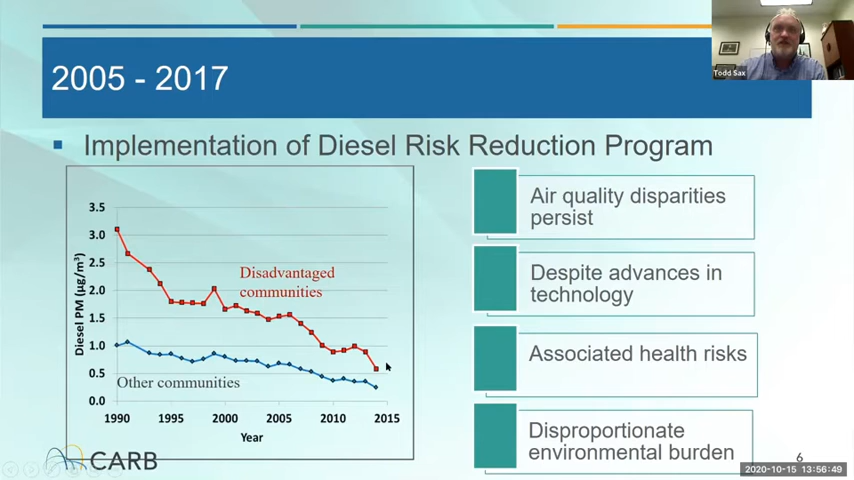 Todd Sax
2005 - 2017
Implementation of Diesel Risk Reduction Program
3.5
3.0
2.5
2.0
1.5
1.0
0.5
0.0
Diesel PM (µg/m³)
Disadvantaged
communities
Other communities
1990
1995
2000
2005
2010
2015
Year
Air quality disparities
persist
Despite advances in
technology
Associated health risks
Disproportionate
environmental burden
CARB
6
2020-10-15 13:56:49